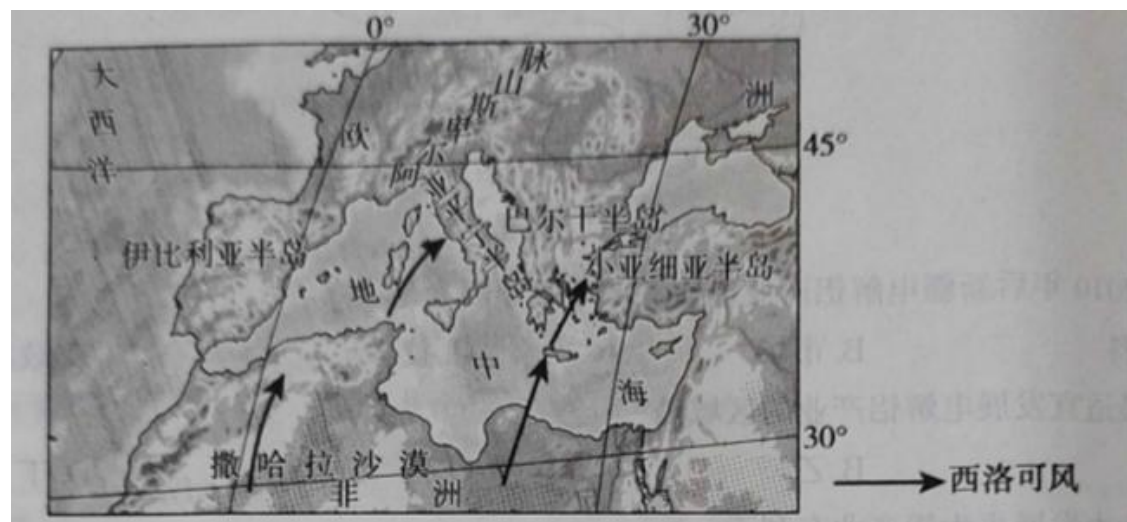 0°
30°
大西洋
欧
洲
阿尔卑斯山脉
45°
亚平宁半岛
巴尔干半岛
伊比利亚半岛
小亚细亚半岛
地
中
海
30°
撒哈拉沙漠
非洲
西洛可风